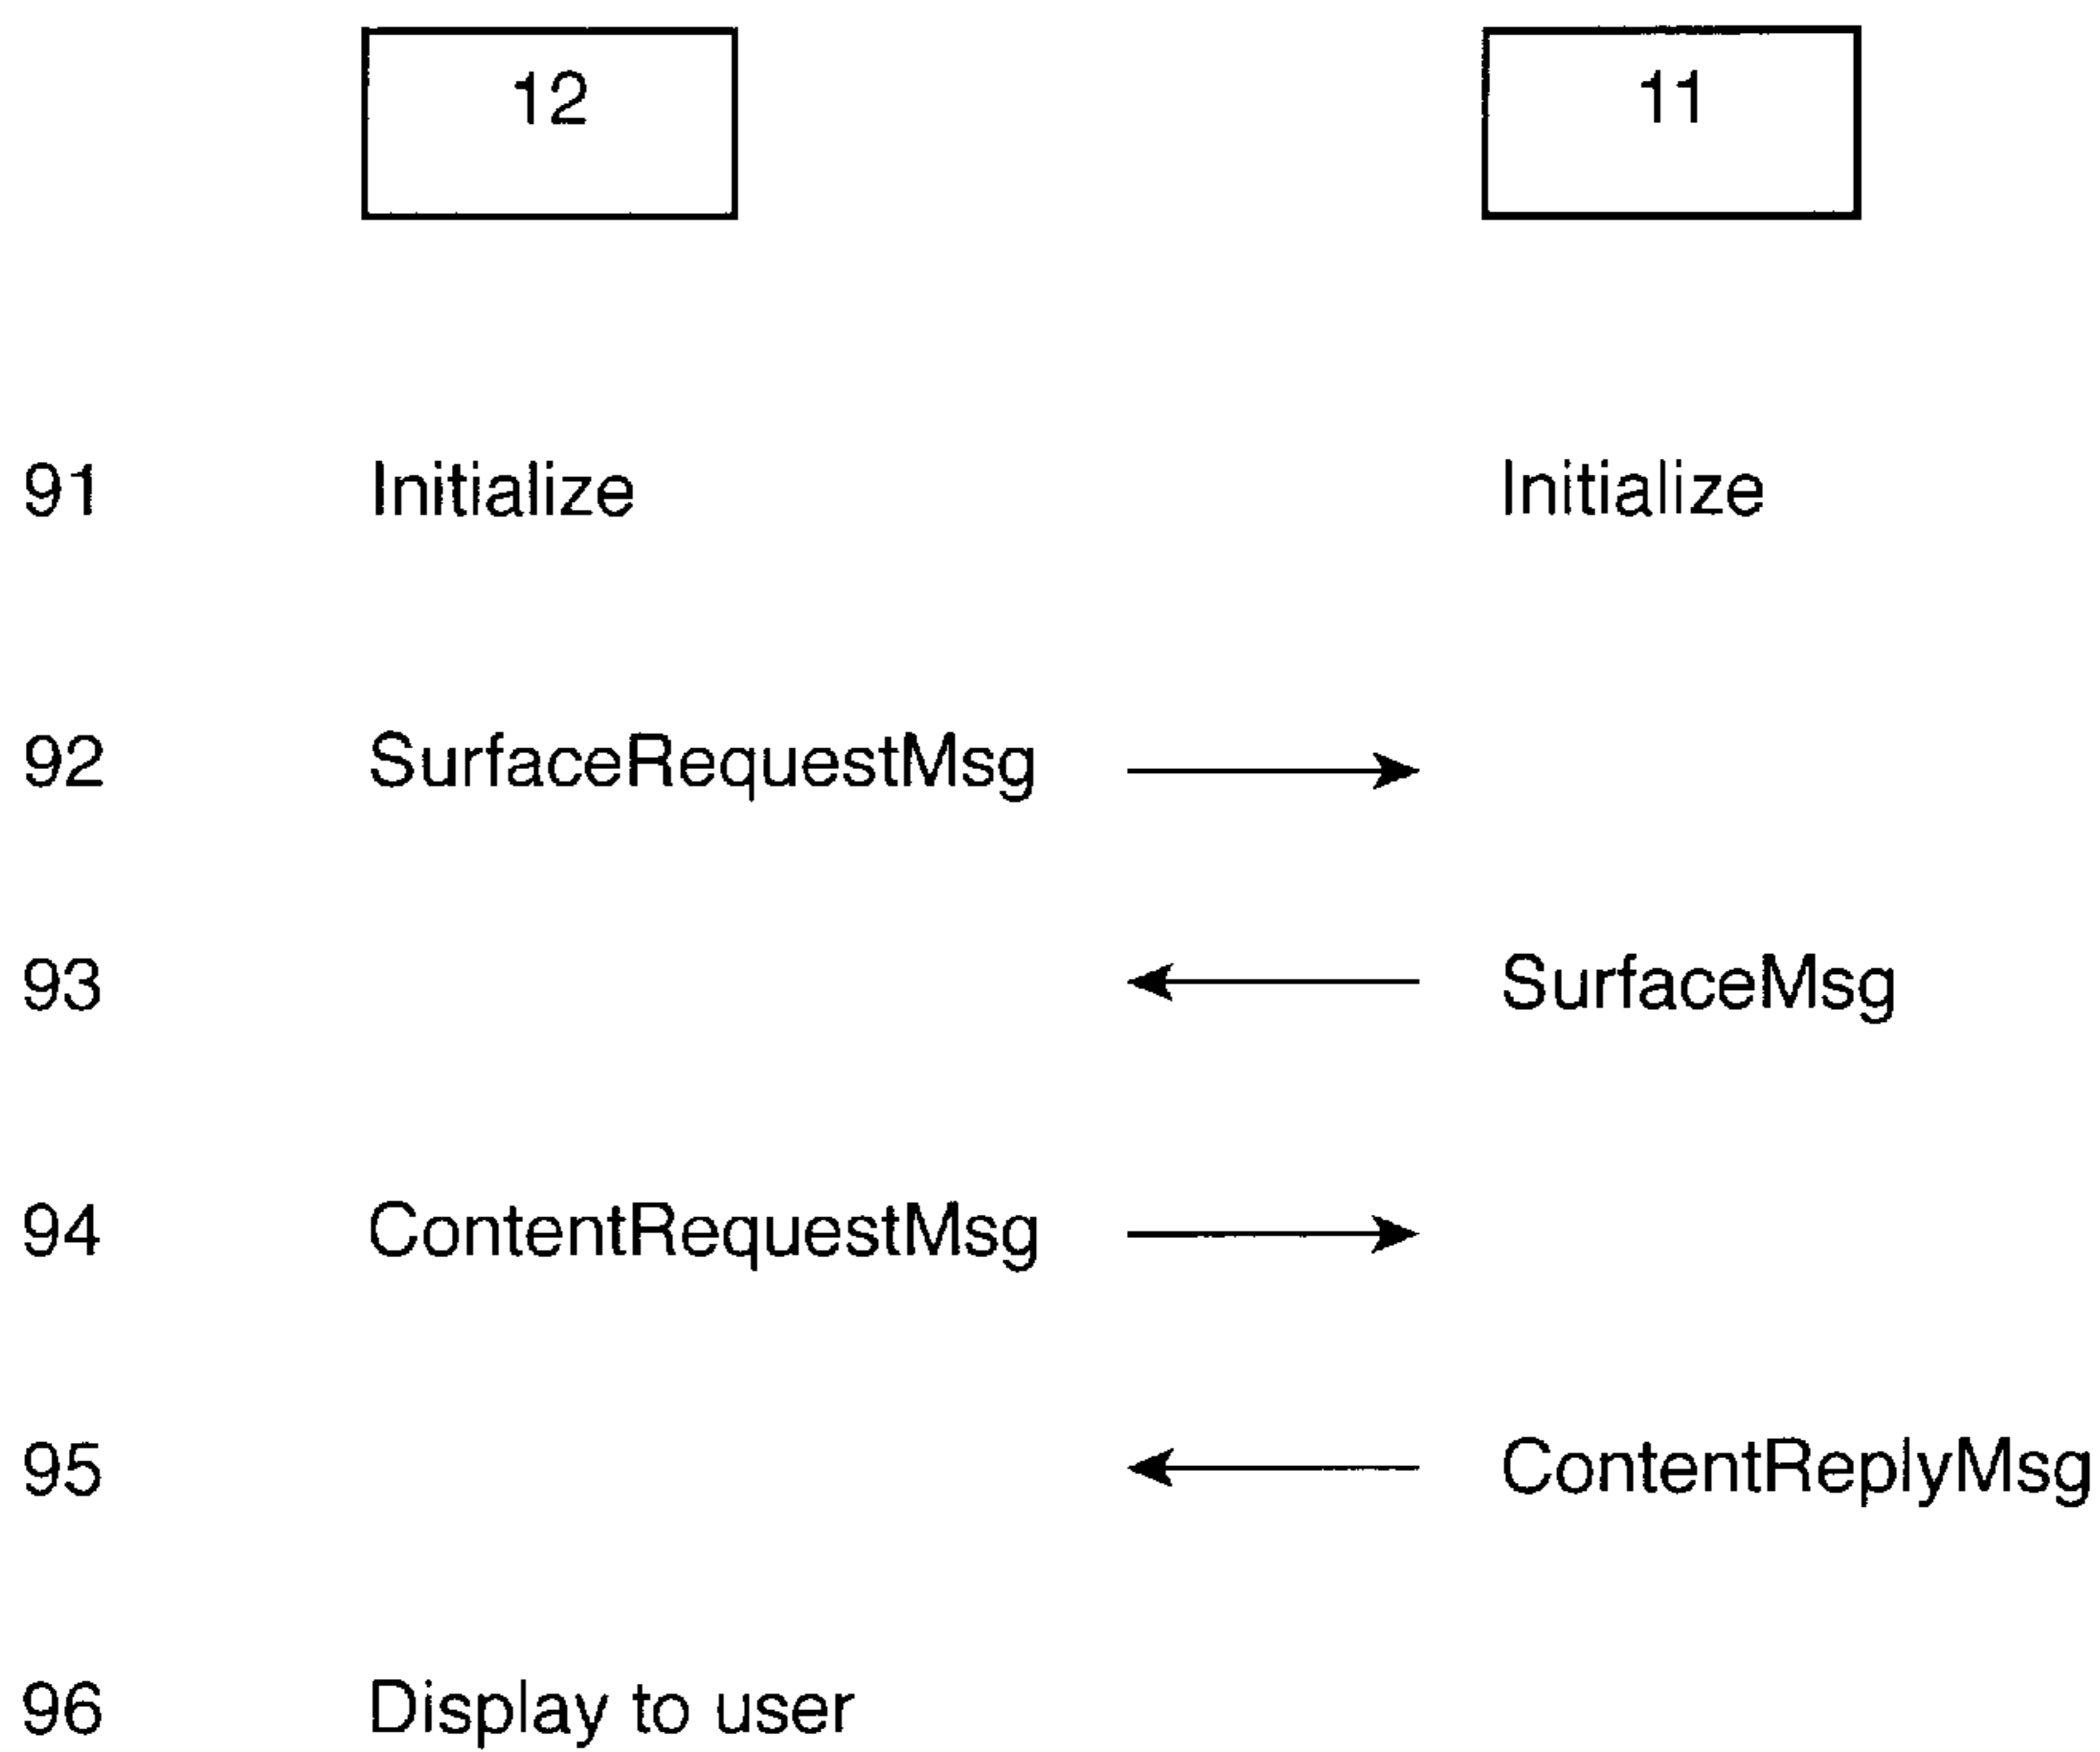 12 11
91 Initialize Initialize
92 SurfaceRequestMsg
93 SurfaceMsg
94 ContentRequestMsg
95 ContentReplyMsg
96 Display to user